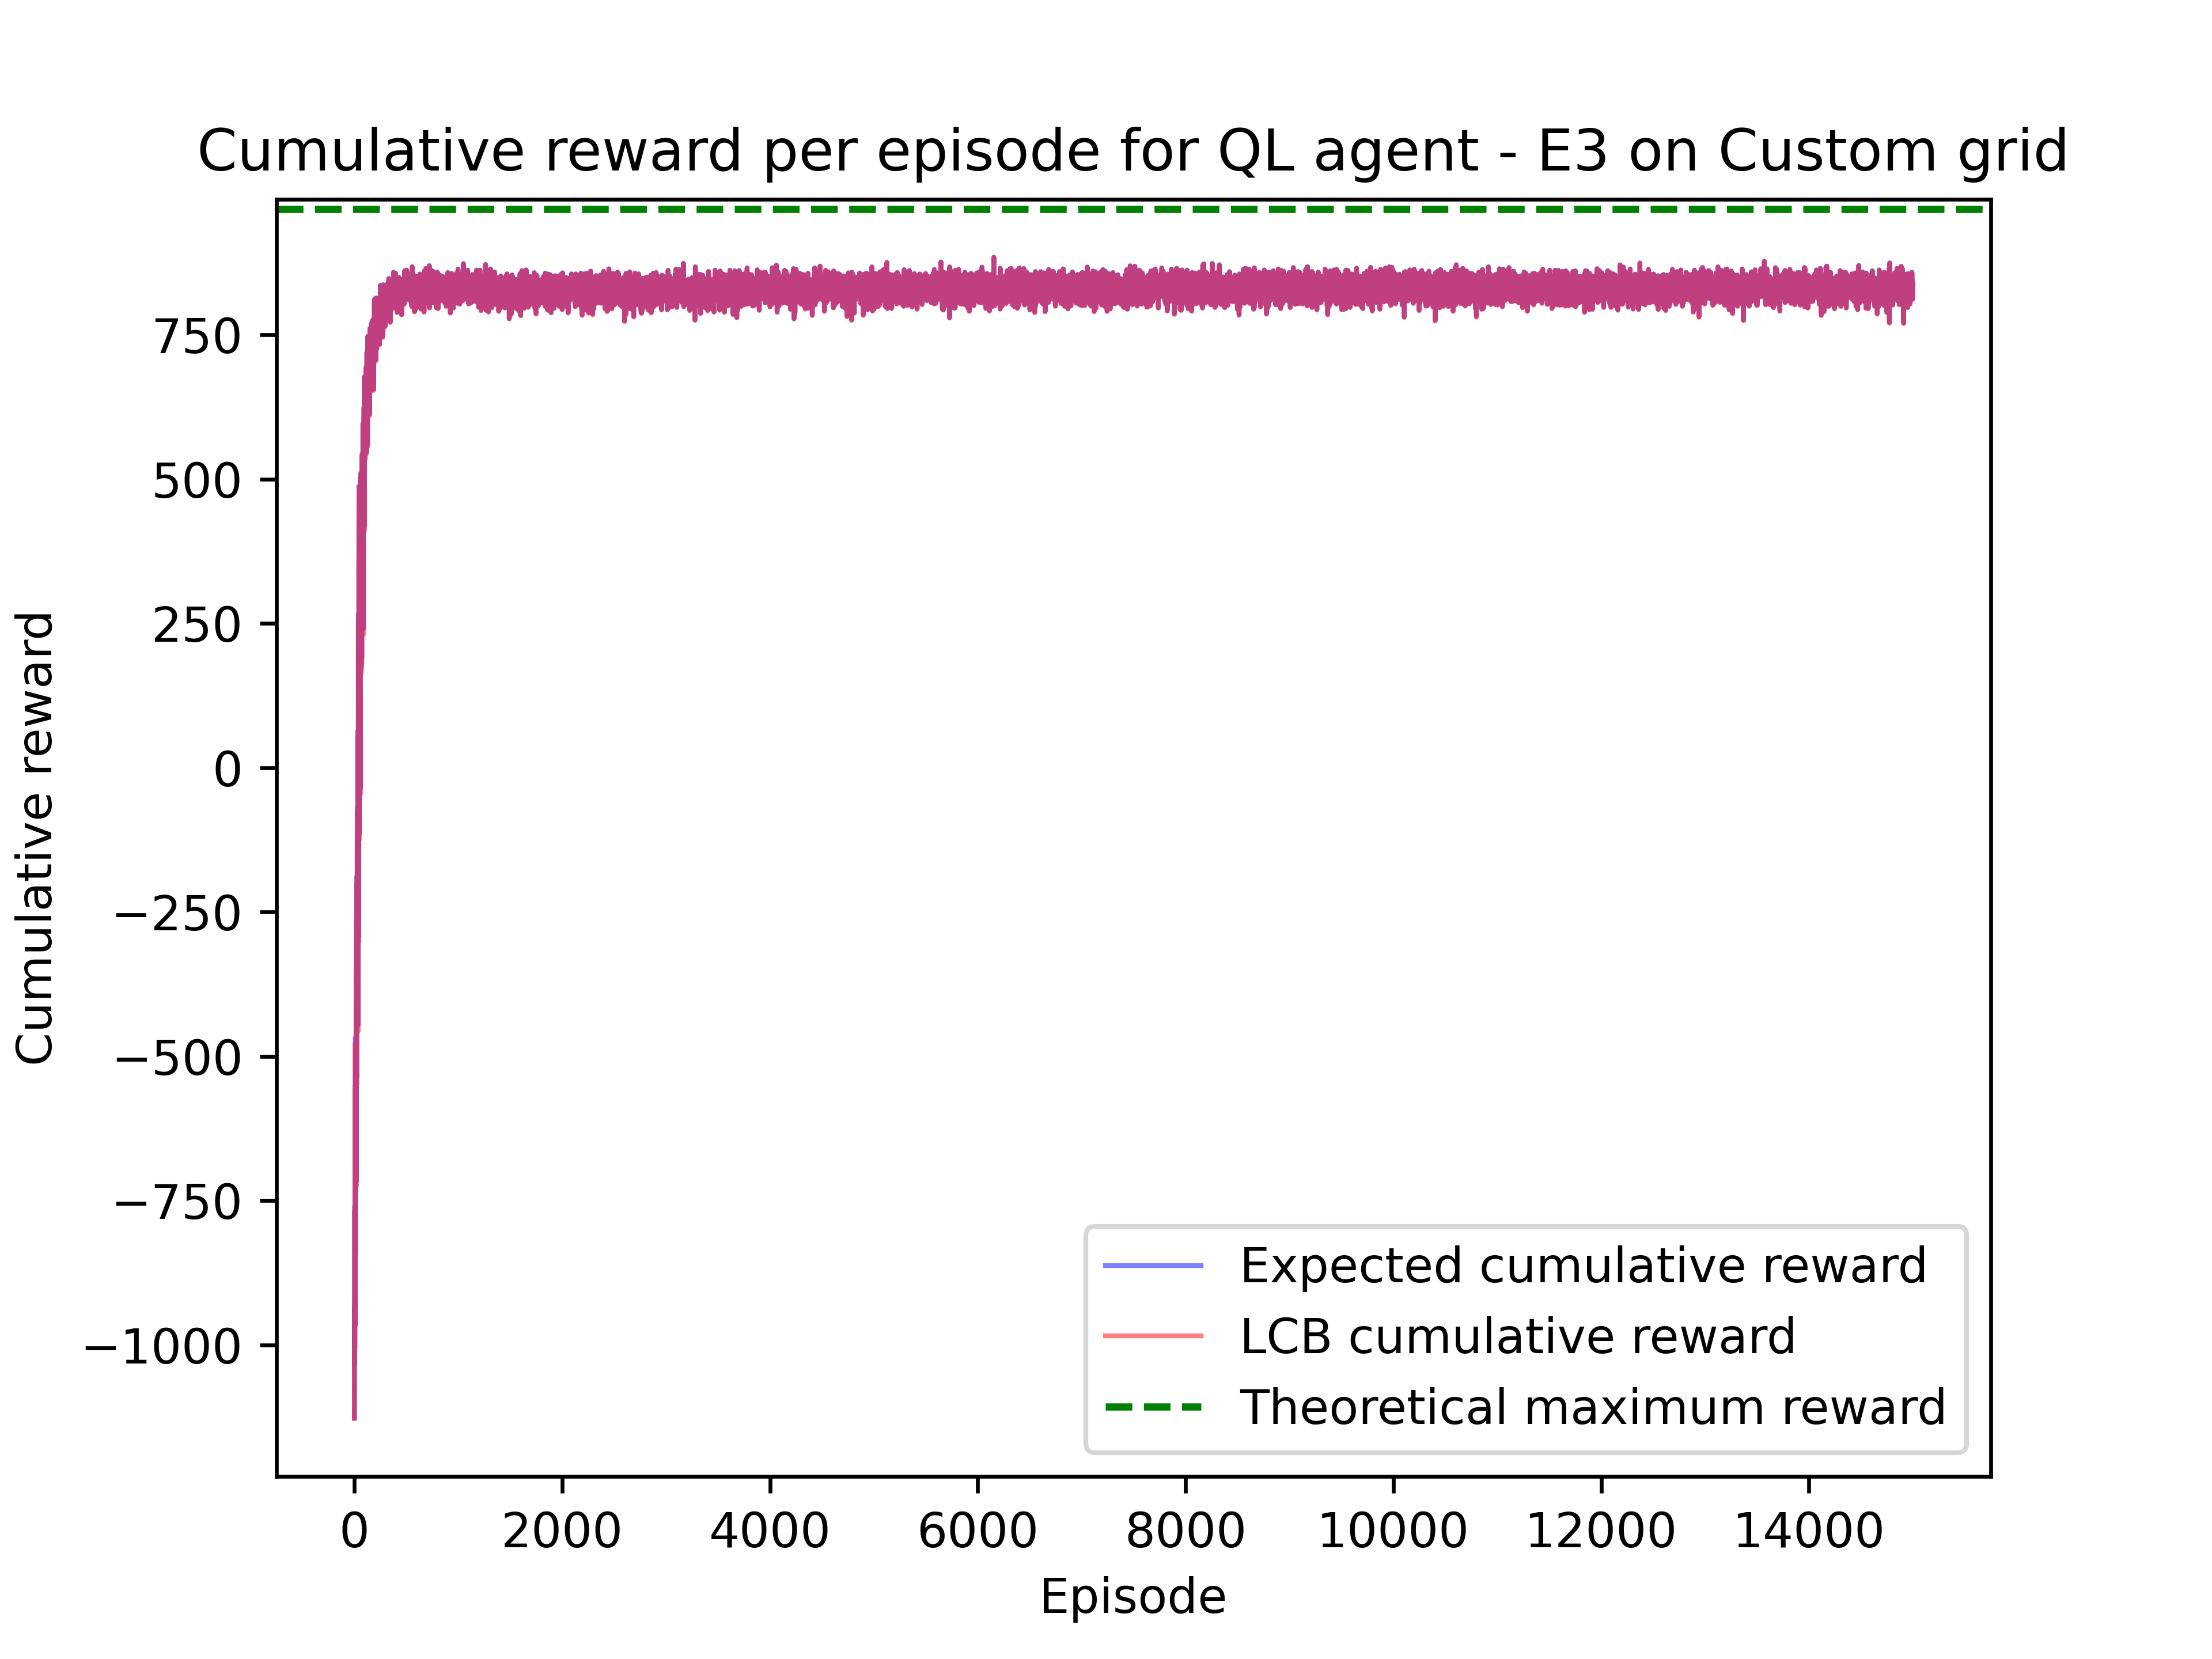 Cumulative reward per episode for QL agent - E3 on Custom grid
Cumulative reward
750
500
250
0
−250
−500
−750
−1000
Expected cumulative reward
LCB cumulative reward
Theoretical maximum reward
0 2000 4000 6000 8000 10000 12000 14000
Episode